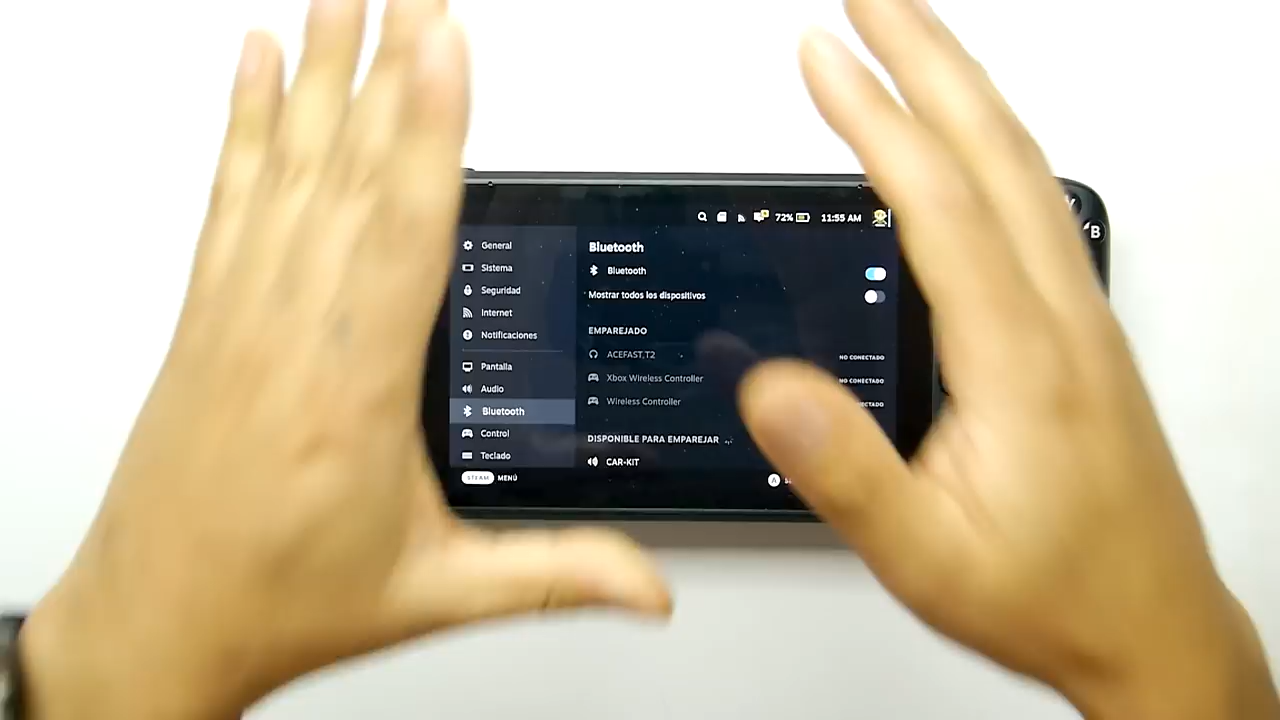 72% 11:55 AM
General
Sistema
Seguridad
Internet
Notificaciones
Pantalla
Audio
Bluetooth
Control
Teclado
STEAM MENÚ
Bluetooth
Bluetooth
Mostrar todos los dispositivos
EMPAREJADO
ACEFAST T2 NO CONECTADO
Xbox Wireless Controller NO CONECTADO
Wireless Controller
DISPONIBLE PARA EMPAREJAR
CAR-KIT
A
B